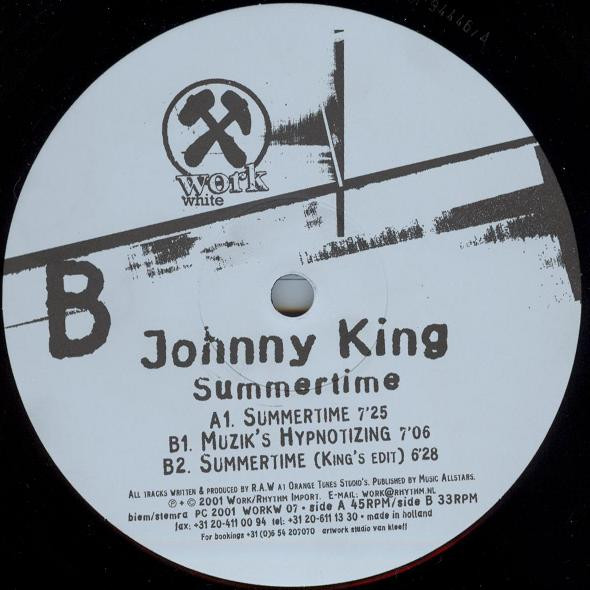 94446/A
work
white
B
Johnny King
Summertime
A1. Summertime 7'25
B1. Muzik's Hypnotizing 7'06
B2. Summertime (King's edit) 6'28
All tracks written & produced by R.A.W at Orange Tunes Studio's. Published by Music Allstars.
℗ + © 2001 Work/Rhythm Import. E-mail: work@rhythm.nl
biem/stemra PC 2001 WORKW 07 • side A 45RPM/side B 33RPM
fax: +31 20-411 00 94 tel: +31 20-611 13 30 • made in holland
For bookings +31 (0)6 54 207070 artwork studio van kleeff